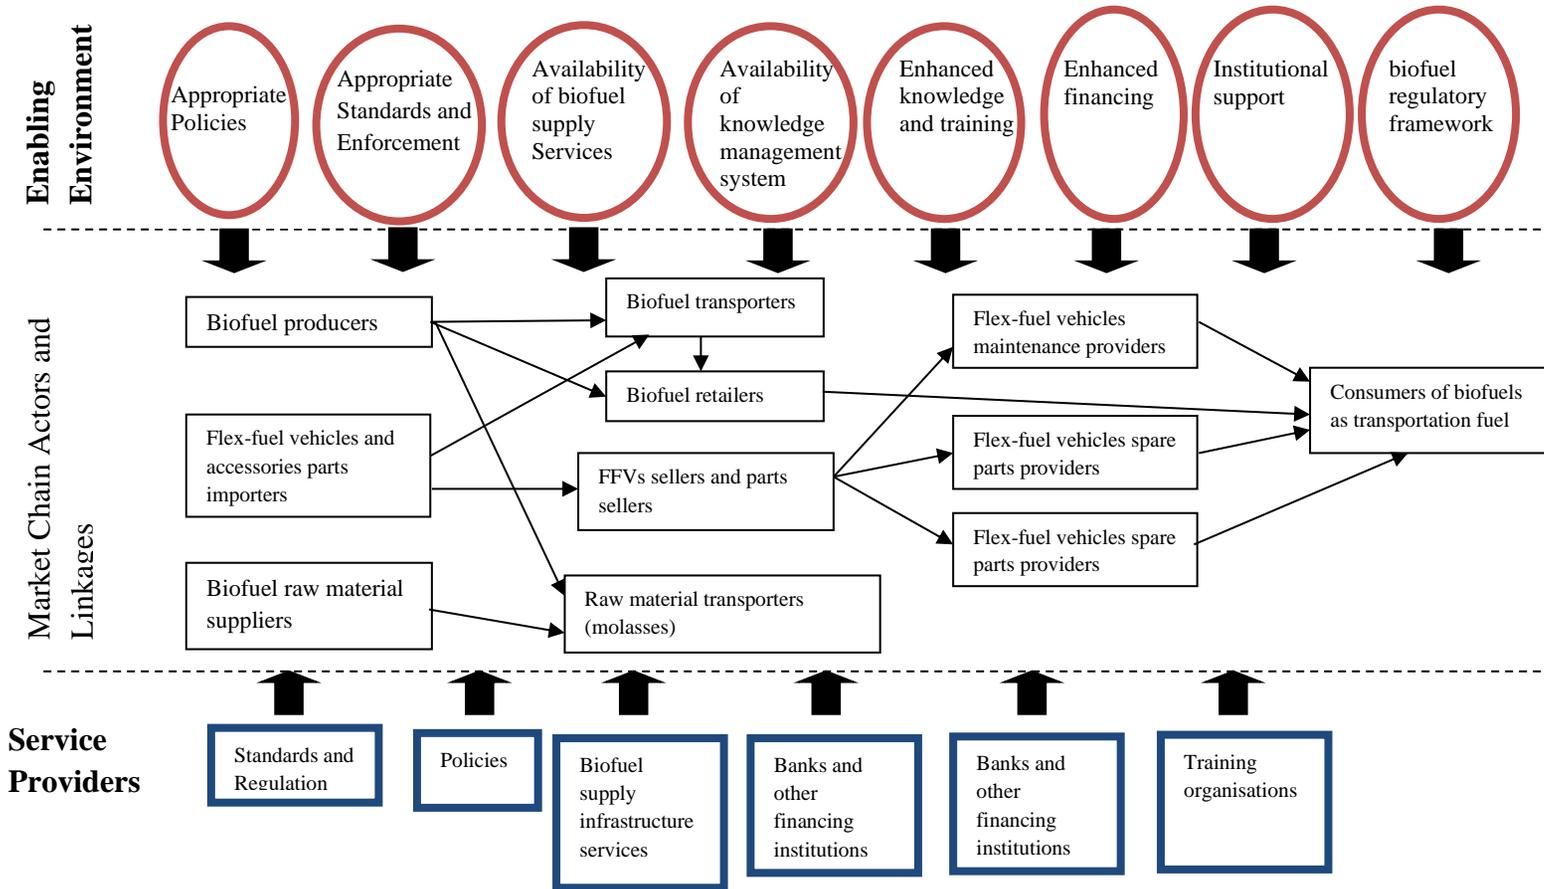 Enabling
Environment
Appropriate
Policies
Appropriate
Standards and
Enforcement
Availability
of biofuel
supply
Services
Availability
of
knowledge
management
system
Enhanced
knowledge
and training
Enhanced
financing
Institutional
support
biofuel
regulatory
framework
Market Chain Actors and
Linkages
Biofuel producers
Flex-fuel vehicles and
accessories parts
importers
Biofuel raw material
suppliers
Biofuel transporters
Biofuel retailers
FFVs sellers and parts
sellers
Raw material transporters
(molasses)
Flex-fuel vehicles
maintenance providers
Flex-fuel vehicles spare
parts providers
Flex-fuel vehicles spare
parts providers
Consumers of biofuels
as transportation fuel
Service
Providers
Standards and
Regulation
Policies
Biofuel
supply
infrastructure
services
Banks and
other
financing
institutions
Banks and
other
financing
institutions
Training
organisations